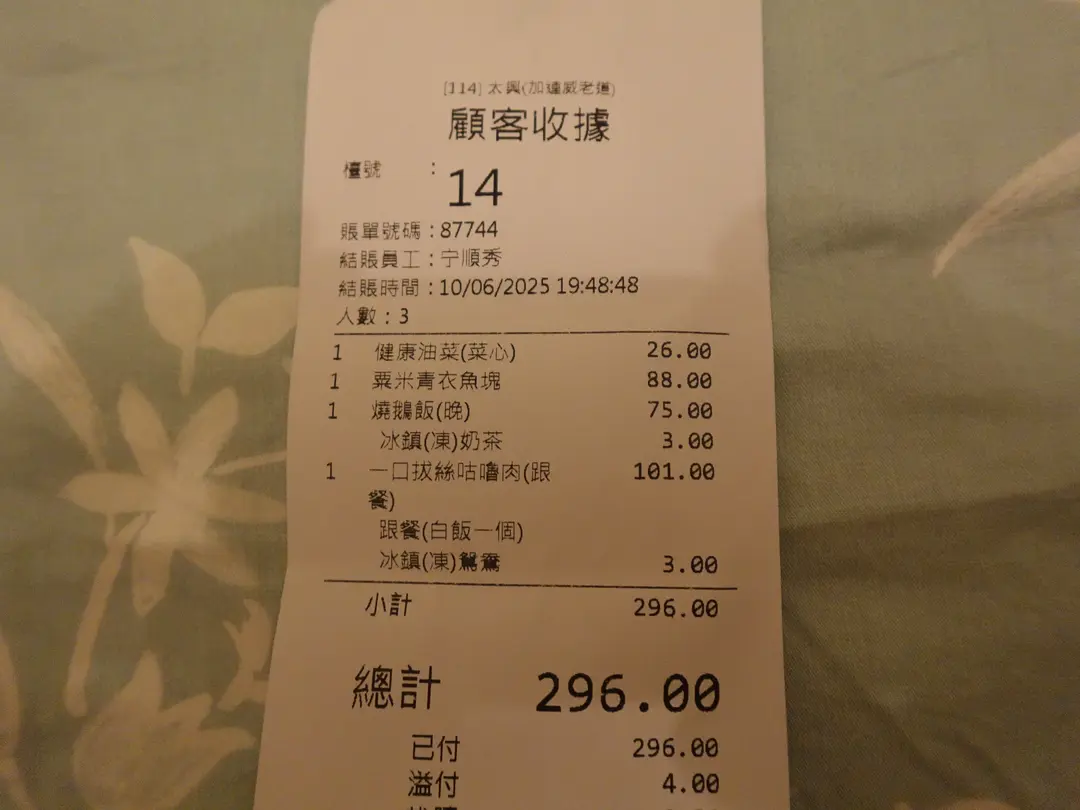 [114] 太興(加連威老道)
顧客收據
檯號 : 14
賬單號碼 : 87744
結賬員工 : 宁順秀
結賬時間 : 10/06/2025 19:48:48
人數 : 3
1 健康油菜(菜心) 26.00
1 粟米青衣魚塊 88.00
1 燒鵝飯(晚) 75.00
冰鎮(凍)奶茶 3.00
1 一口拔絲咕嚕肉(跟 101.00
餐)
跟餐(白飯一個)
冰鎮(凍)鴛鴦 3.00
小計 296.00
總計 296.00
已付 296.00
溢付 4.00